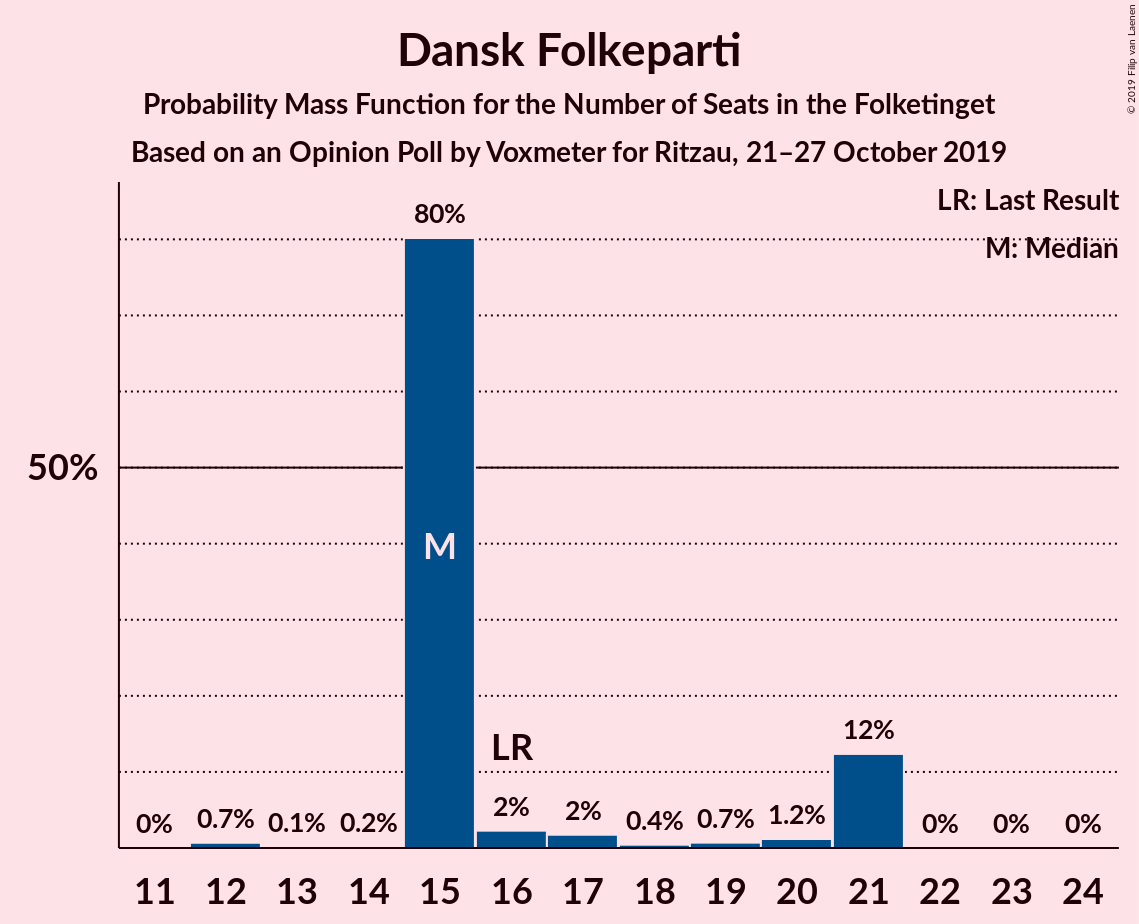 Dansk Folkeparti
Probability Mass Function for the Number of Seats in the Folketinget
Based on an Opinion Poll by Voxmeter for Ritzau, 21–27 October 2019
© 2019 Filip van Laenen
LR: Last Result
M: Median
50%
80%
M
LR
0%
0.7%
0.1%
0.2%
2%
2%
0.4%
0.7%
1.2%
12%
0%
0%
0%
11 12 13 14 15 16 17 18 19 20 21 22 23 24